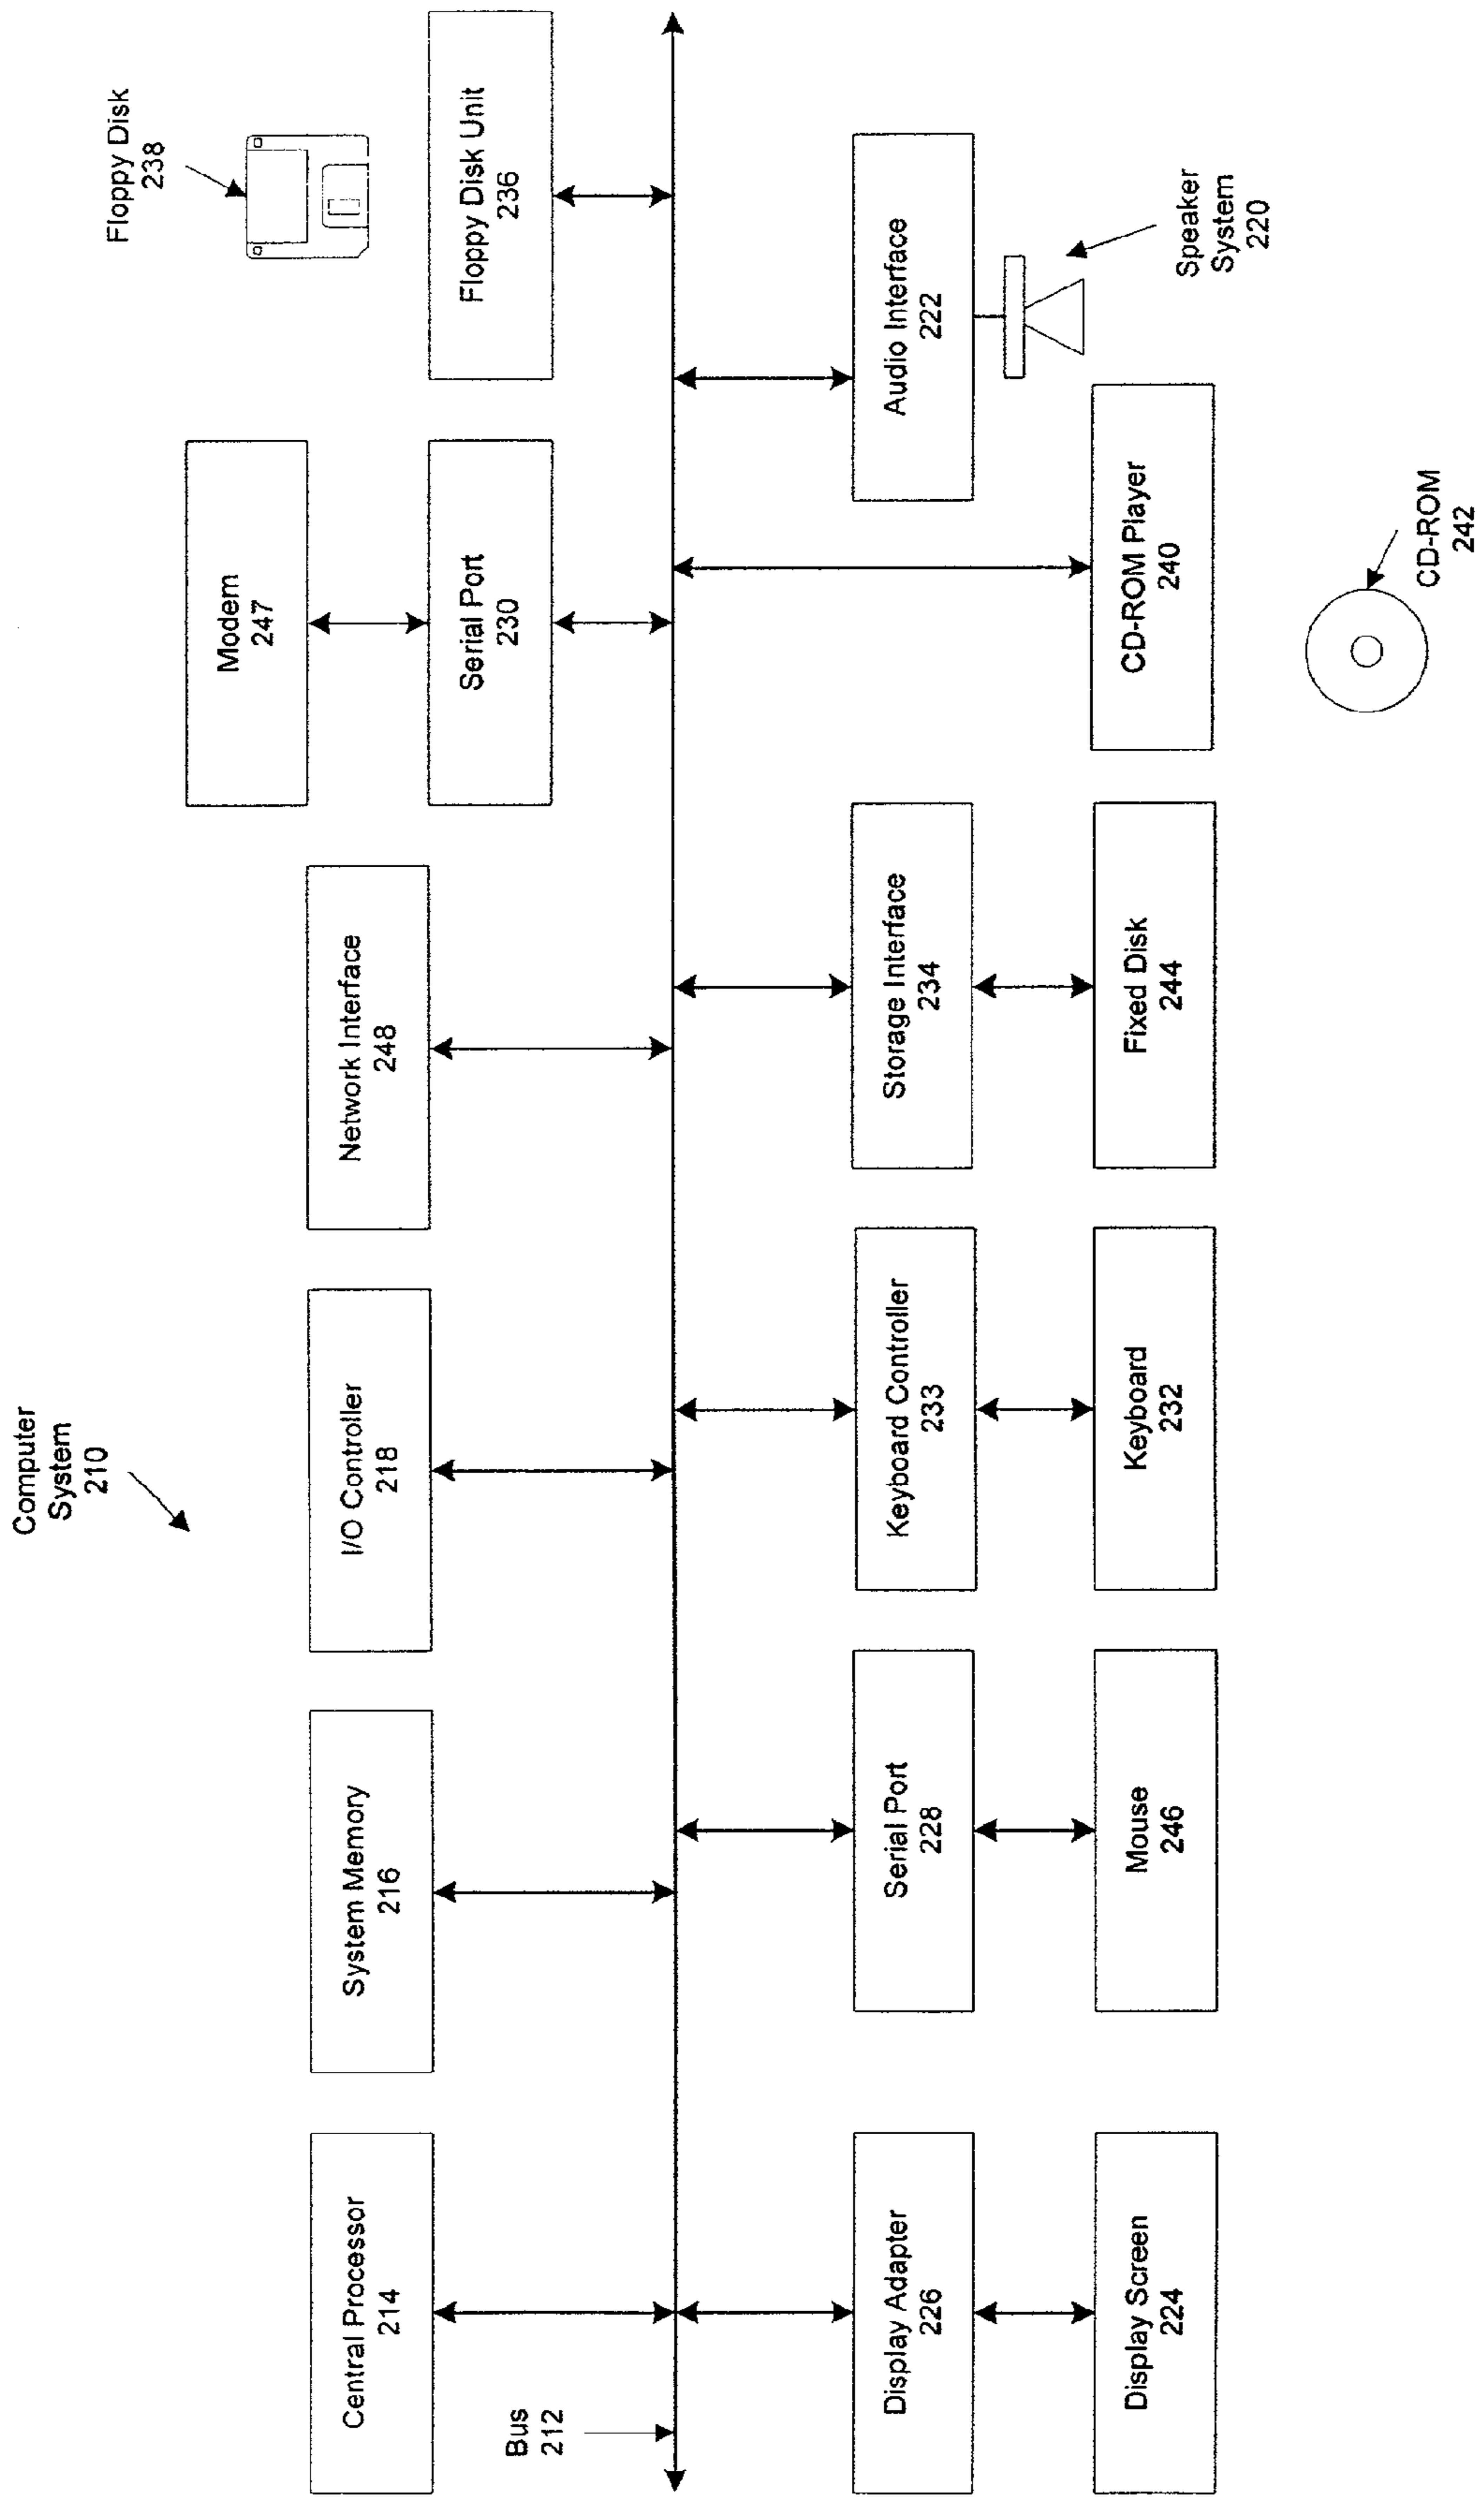 Computer
System
210
Floppy Disk
238
Modem
247
Central Processor
214
System Memory
216
I/O Controller
218
Network Interface
248
Serial Port
230
Floppy Disk Unit
236
Bus
212
Display Adapter
226
Serial Port
228
Keyboard Controller
233
Storage Interface
234
Audio Interface
222
Display Screen
224
Mouse
246
Keyboard
232
Fixed Disk
244
CD-ROM Player
240
Speaker
System
220
CD-ROM
242